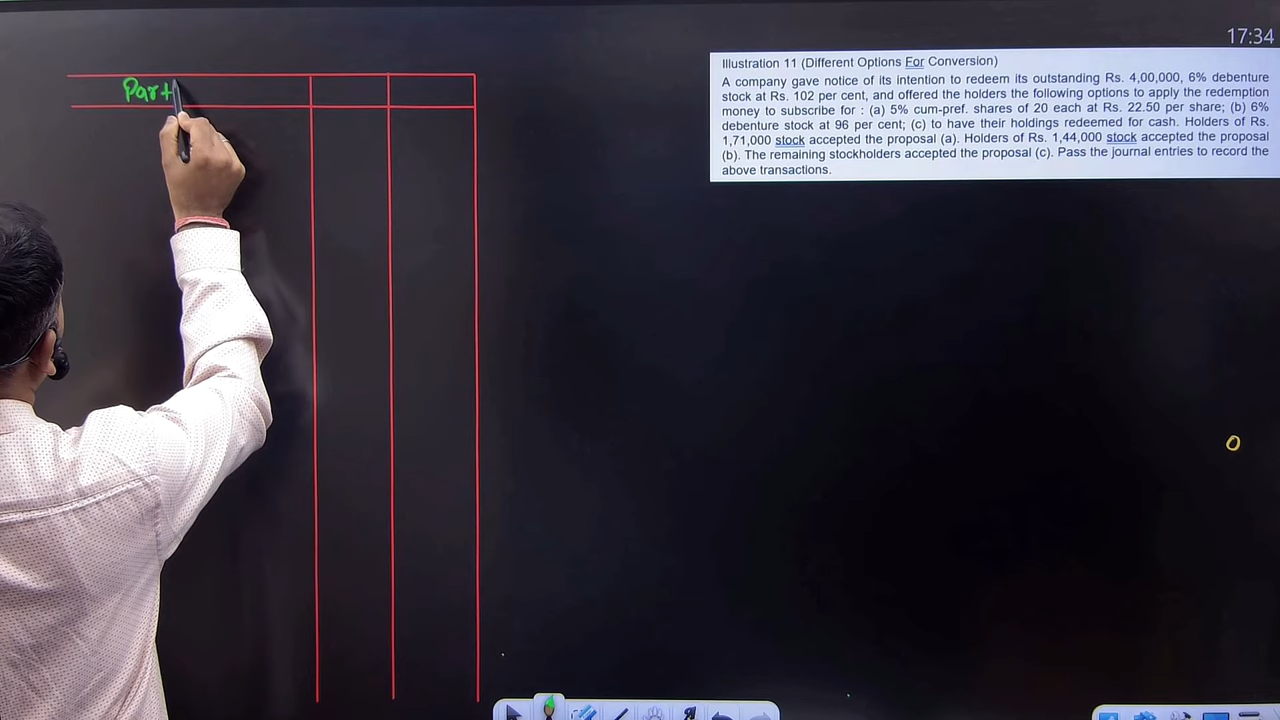 17:34
Part
Illustration 11 (Different Options For Conversion)
A company gave notice of its intention to redeem its outstanding Rs. 4,00,000, 6% debenture
stock at Rs. 102 per cent, and offered the holders the following options to apply the redemption
money to subscribe for : (a) 5% cum-pref. shares of 20 each at Rs. 22.50 per share; (b) 6%
debenture stock at 96 per cent; (c) to have their holdings redeemed for cash. Holders of Rs.
1,71,000 stock accepted the proposal (a). Holders of Rs. 1,44,000 stock accepted the proposal
(b). The remaining stockholders accepted the proposal (c). Pass the journal entries to record the
above transactions.
0